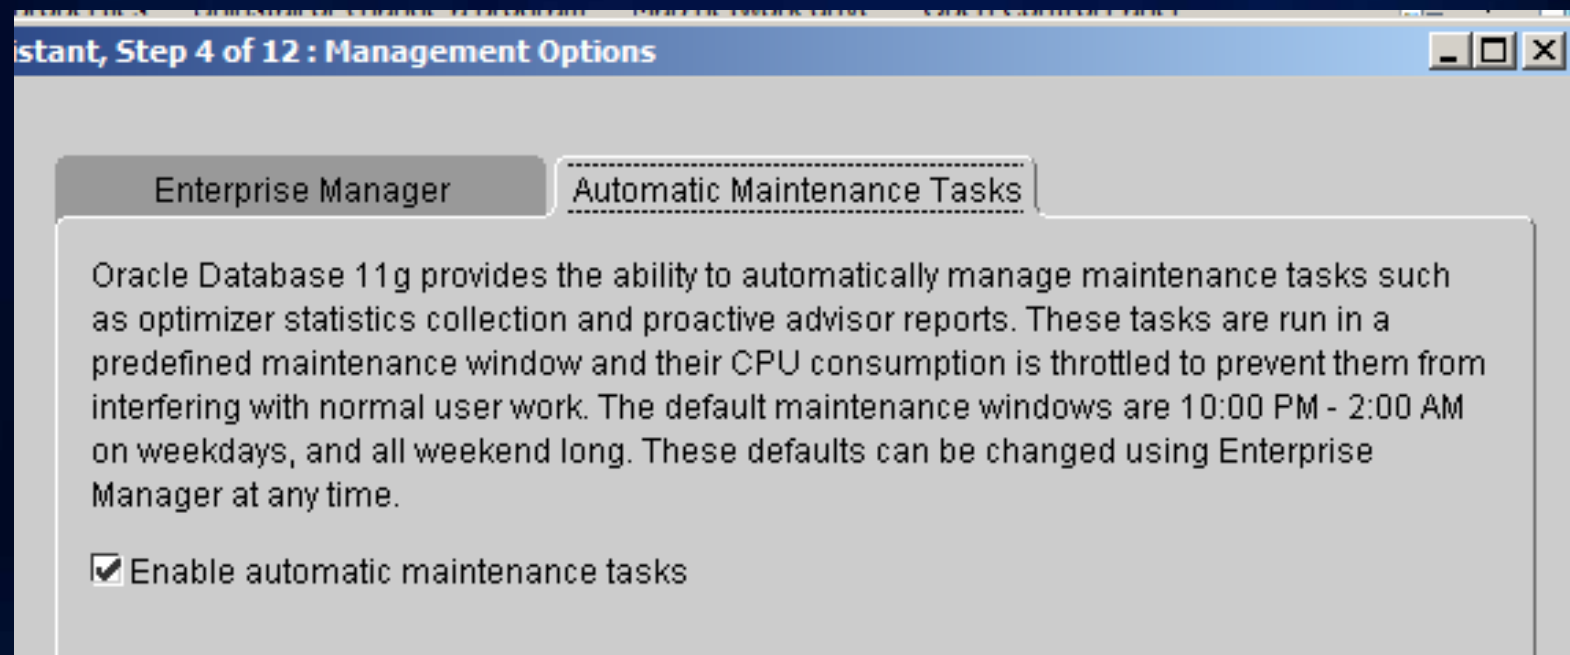 istant, Step 4 of 12 : Management Options
Enterprise Manager
Automatic Maintenance Tasks
Oracle Database 11g provides the ability to automatically manage maintenance tasks such
as optimizer statistics collection and proactive advisor reports. These tasks are run in a
predefined maintenance window and their CPU consumption is throttled to prevent them from
interfering with normal user work. The default maintenance windows are 10:00 PM - 2:00 AM
on weekdays, and all weekend long. These defaults can be changed using Enterprise
Manager at any time.
Enable automatic maintenance tasks